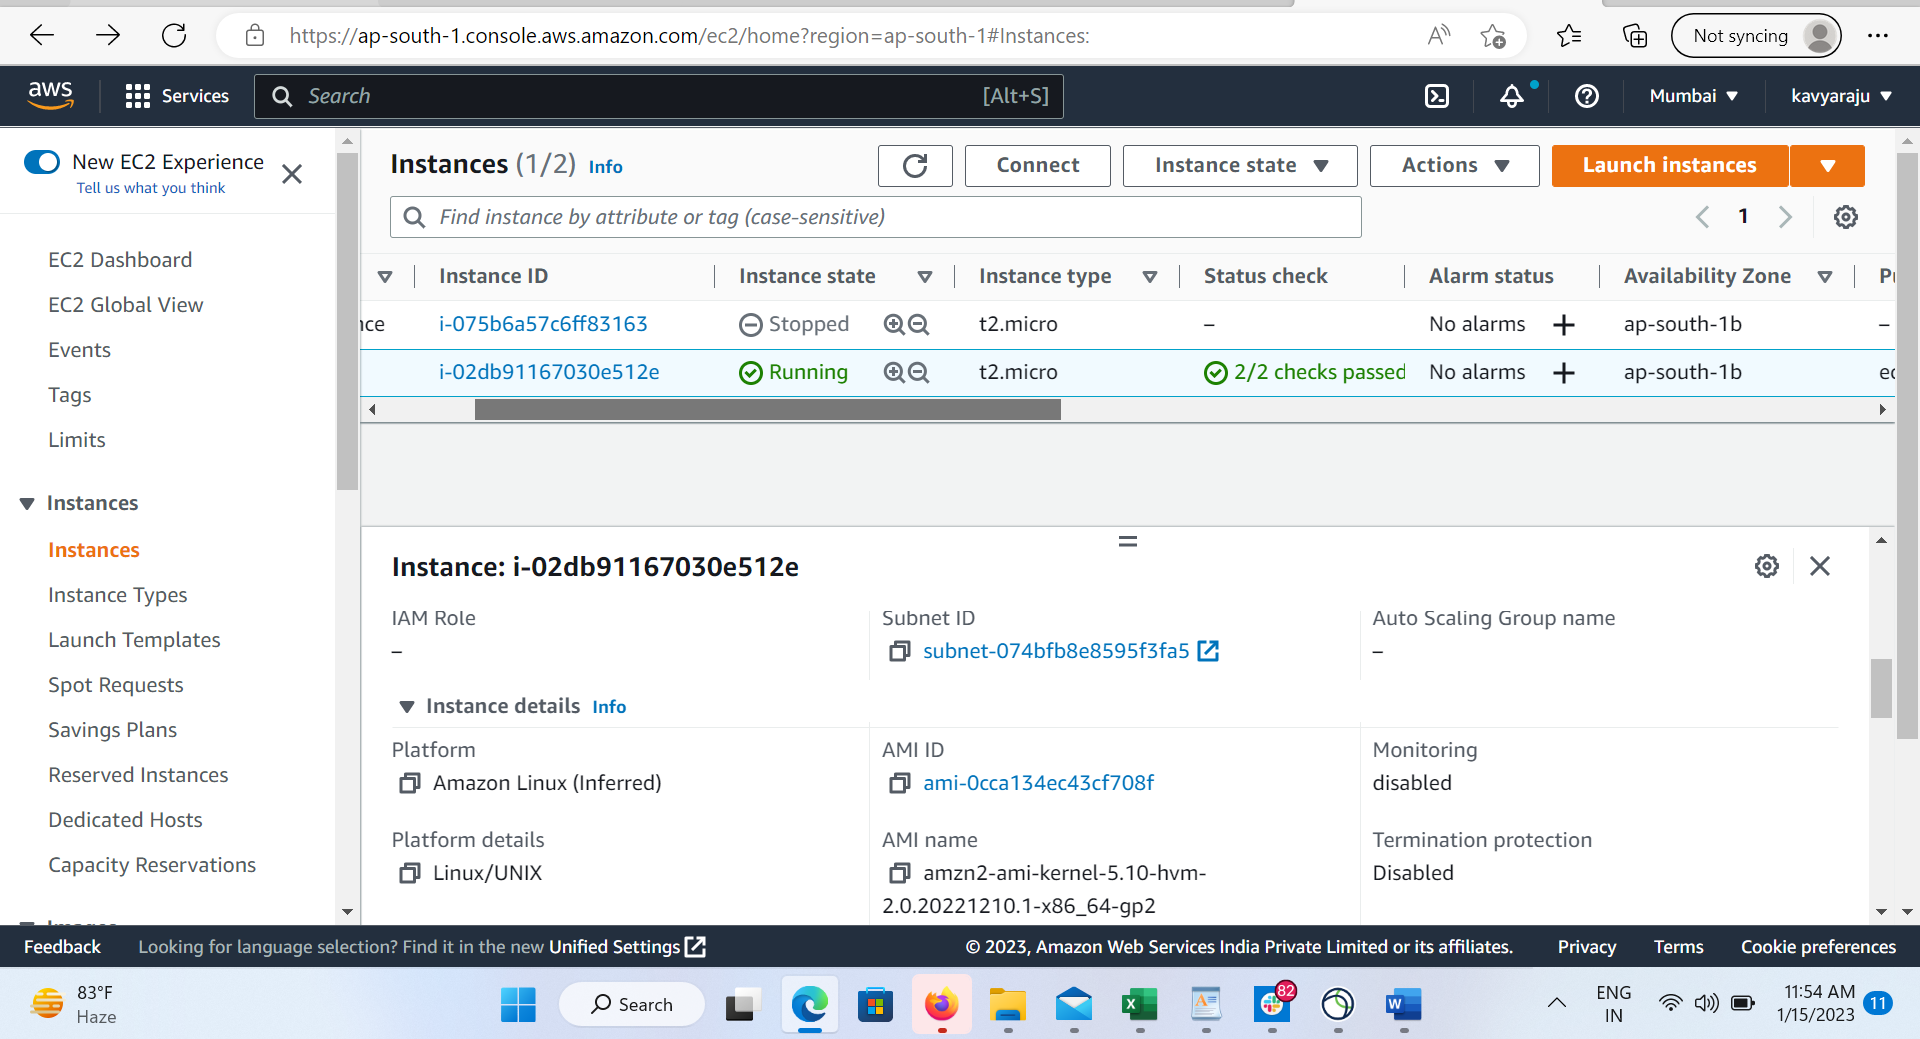 https://ap-south-1.console.aws.amazon.com/ec2/home?region=ap-south-1#Instances:
Not syncing
aws
Services
Search
[Alt+S]
Mumbai
kavyaraju
New EC2 Experience
Tell us what you think
EC2 Dashboard
EC2 Global View
Events
Tags
Limits
Instances
Instances
Instance Types
Launch Templates
Spot Requests
Savings Plans
Reserved Instances
Dedicated Hosts
Capacity Reservations
Images
Instances (1/2) Info
Connect
Instance state
Actions
Launch instances
Find instance by attribute or tag (case-sensitive)
1
Instance ID Instance state Instance type Status check Alarm status Availability Zone
i-075b6a57c6ff83163 Stopped t2.micro – No alarms + ap-south-1b –
i-02db91167030e512e Running t2.micro 2/2 checks passed No alarms + ap-south-1b
Instance: i-02db91167030e512e
IAM Role
–
Subnet ID
subnet-074bfb8e8595f3fa5
Auto Scaling Group name
–
Instance details Info
Platform
Amazon Linux (Inferred)
AMI ID
ami-0cca134ec43cf708f
Monitoring
disabled
Platform details
Linux/UNIX
AMI name
amzn2-ami-kernel-5.10-hvm-
2.0.20221210.1-x86_64-gp2
Termination protection
Disabled
Feedback
Looking for language selection? Find it in the new Unified Settings
© 2023, Amazon Web Services India Private Limited or its affiliates.
Privacy
Terms
Cookie preferences
83°F
Haze
Search
82
ENG
IN
11:54 AM
1/15/2023
11